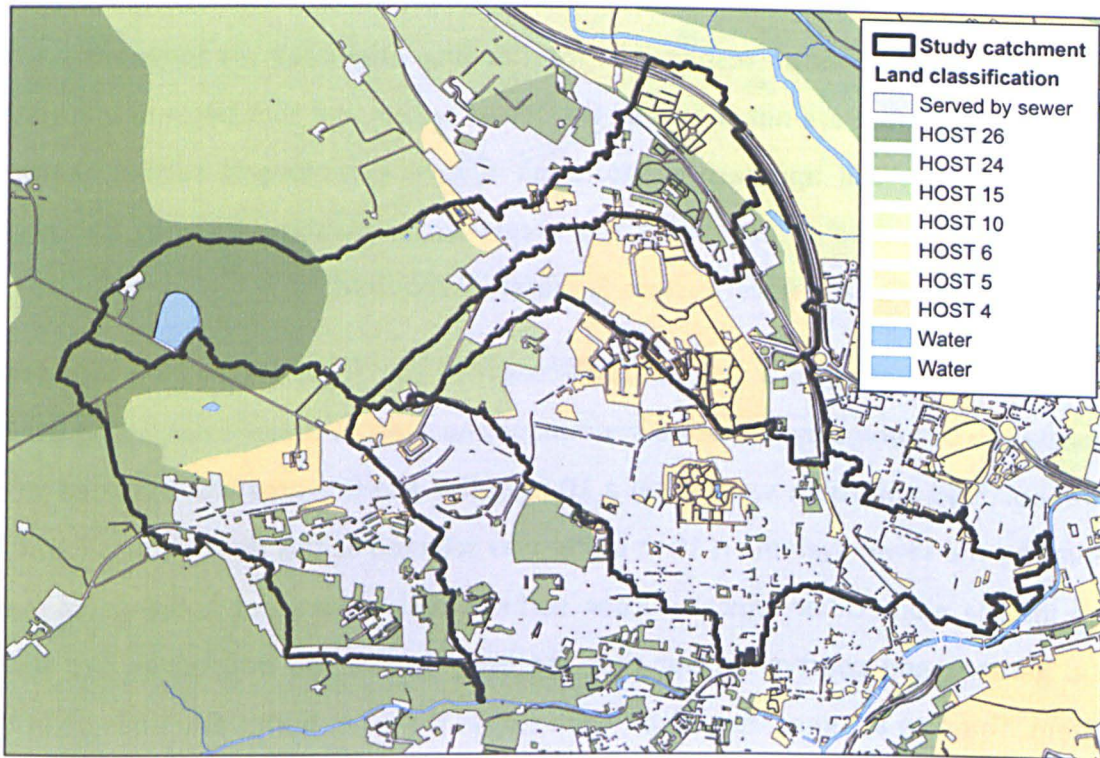 Study catchment
Land classification
Served by sewer
HOST 26
HOST 24
HOST 15
HOST 10
HOST 6
HOST 5
HOST 4
Water
Water